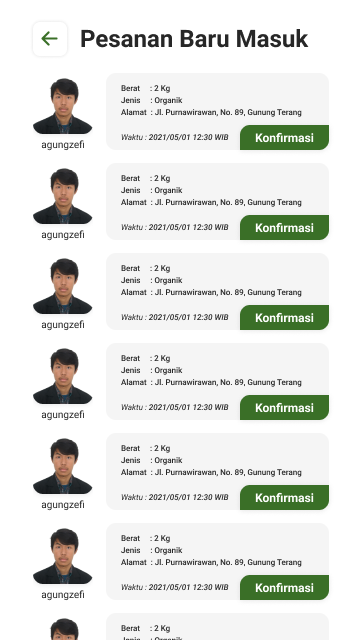 Pesanan Baru Masuk
Berat : 2 Kg
Jenis : Organik
Alamat : Jl. Purnawirawan, No. 89, Gunung Terang
Waktu : 2021/05/01 12:30 WIB
Konfirmasi
agungzefi
Berat : 2 Kg
Jenis : Organik
Alamat : Jl. Purnawirawan, No. 89, Gunung Terang
Waktu : 2021/05/01 12:30 WIB
Konfirmasi
agungzefi
Berat : 2 Kg
Jenis : Organik
Alamat : Jl. Purnawirawan, No. 89, Gunung Terang
Waktu : 2021/05/01 12:30 WIB
Konfirmasi
agungzefi
Berat : 2 Kg
Jenis : Organik
Alamat : Jl. Purnawirawan, No. 89, Gunung Terang
Waktu : 2021/05/01 12:30 WIB
Konfirmasi
agungzefi
Berat : 2 Kg
Jenis : Organik
Alamat : Jl. Purnawirawan, No. 89, Gunung Terang
Waktu : 2021/05/01 12:30 WIB
Konfirmasi
agungzefi
Berat : 2 Kg
Jenis : Organik
Alamat : Jl. Purnawirawan, No. 89, Gunung Terang
Waktu : 2021/05/01 12:30 WIB
Konfirmasi
agungzefi
Berat : 2 Kg
Jenis : Organik